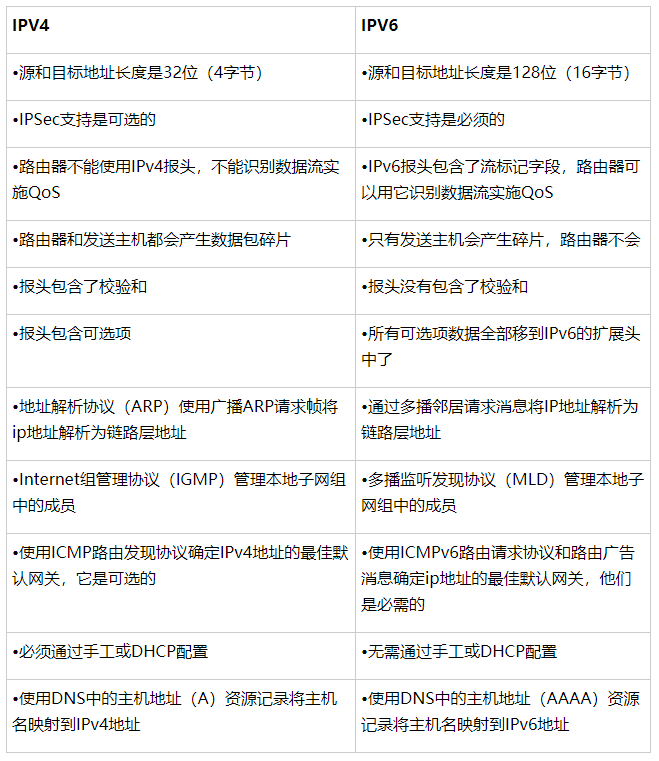 IPV4
IPV6
•源和目标地址长度是32位（4字节）
•源和目标地址长度是128位（16字节）
•IPSec支持是可选的
•IPSec支持是必须的
•路由器不能使用IPv4报头，不能识别数据流实
施QoS
•IPv6报头包含了流标记字段，路由器可
以用它识别数据流实施QoS
•路由器和发送主机都会产生数据包碎片
•只有发送主机会产生碎片，路由器不会
•报头包含了校验和
•报头没有包含了校验和
•报头包含可选项
•所有可选项数据全部移到IPv6的扩展头
中了
•地址解析协议（ARP）使用广播ARP请求帧将
ip地址解析为链路层地址
•通过多播邻居请求消息将IP地址解析为
链路层地址
•Internet组管理协议（IGMP）管理本地子网组
中的成员
•多播监听发现协议（MLD）管理本地子
网组中的成员
•使用ICMP路由发现协议确定IPv4地址的最佳默
认网关，它是可选的
•使用ICMPv6路由请求协议和路由广告
消息确定ip地址的最佳默认网关，他们
是必需的
•必须通过手工或DHCP配置
•无需通过手工或DHCP配置
•使用DNS中的主机地址（A）资源记录将主机
名映射到IPv4地址
•使用DNS中的主机地址（AAAA）资源
记录将主机名映射到IPv6地址